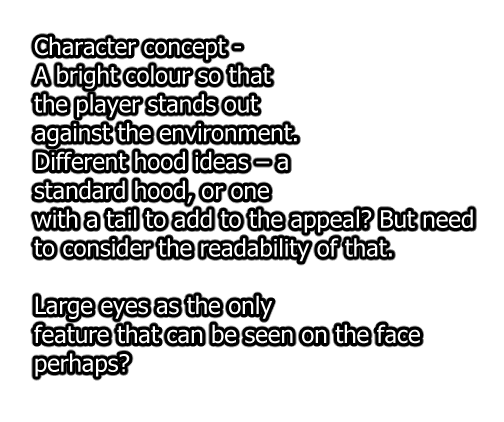 Character concept -
A bright colour so that
the player stands out
against the environment.
Different hood ideas – a
standard hood, or one
with a tail to add to the appeal? But need
to consider the readability of that.
Large eyes as the only
feature that can be seen on the face
perhaps?